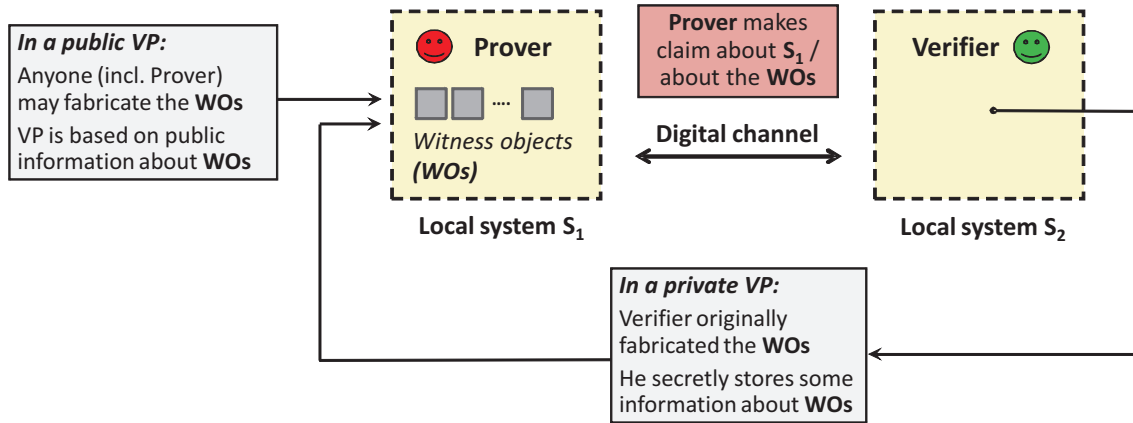 In a public VP:
Anyone (incl. Prover)
may fabricate the WOs
VP is based on public
information about WOs
Prover
....
Witness objects
(WOs)
Local system S₁
Prover makes
claim about S₁ /
about the WOs
Digital channel
Verifier
Local system S₂
In a private VP:
Verifier originally
fabricated the WOs
He secretly stores some
information about WOs